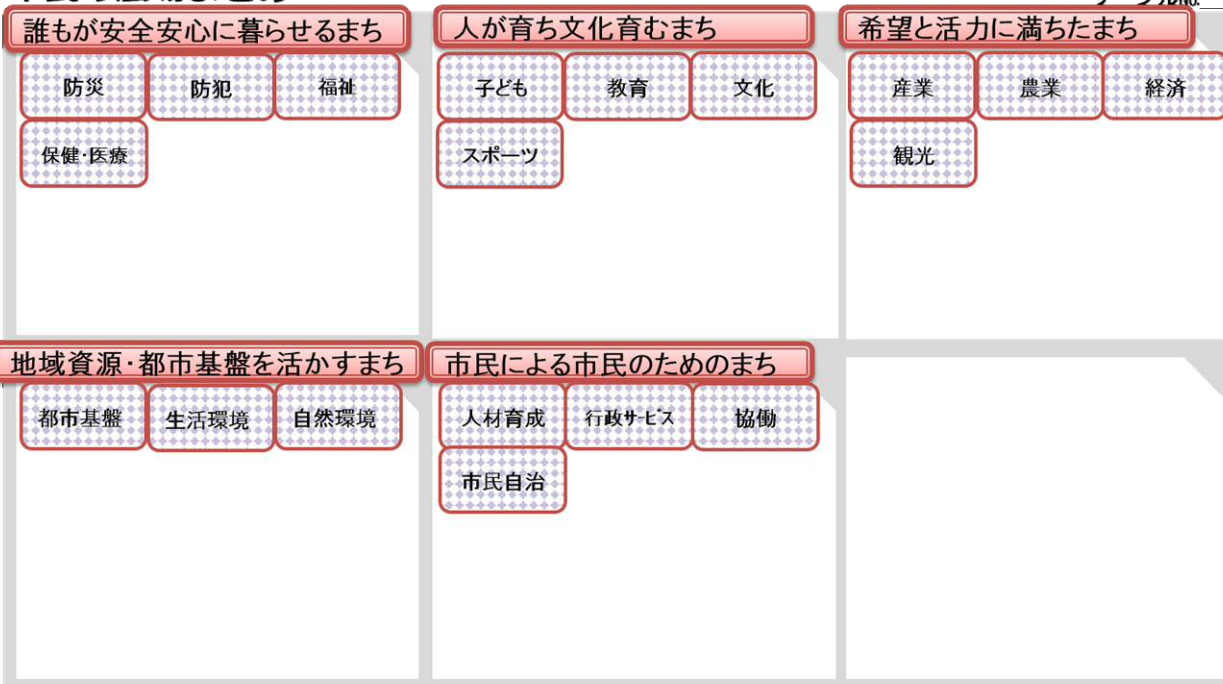 誰もが安全安心に暮らせるまち
防災 防犯 福祉
保健・医療
人が育ち文化育むまち
子ども 教育 文化
スポーツ
希望と活力に満ちたまち
産業 農業 経済
観光
地域資源・都市基盤を活かすまち
都市基盤 生活環境 自然環境
市民による市民のためのまち
人材育成 行政サービス 協働
市民自治